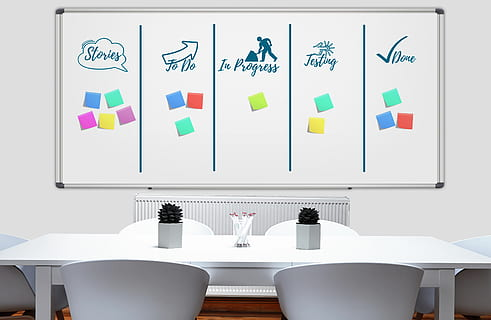 Stories
To Do
In Progress
Testing
Done